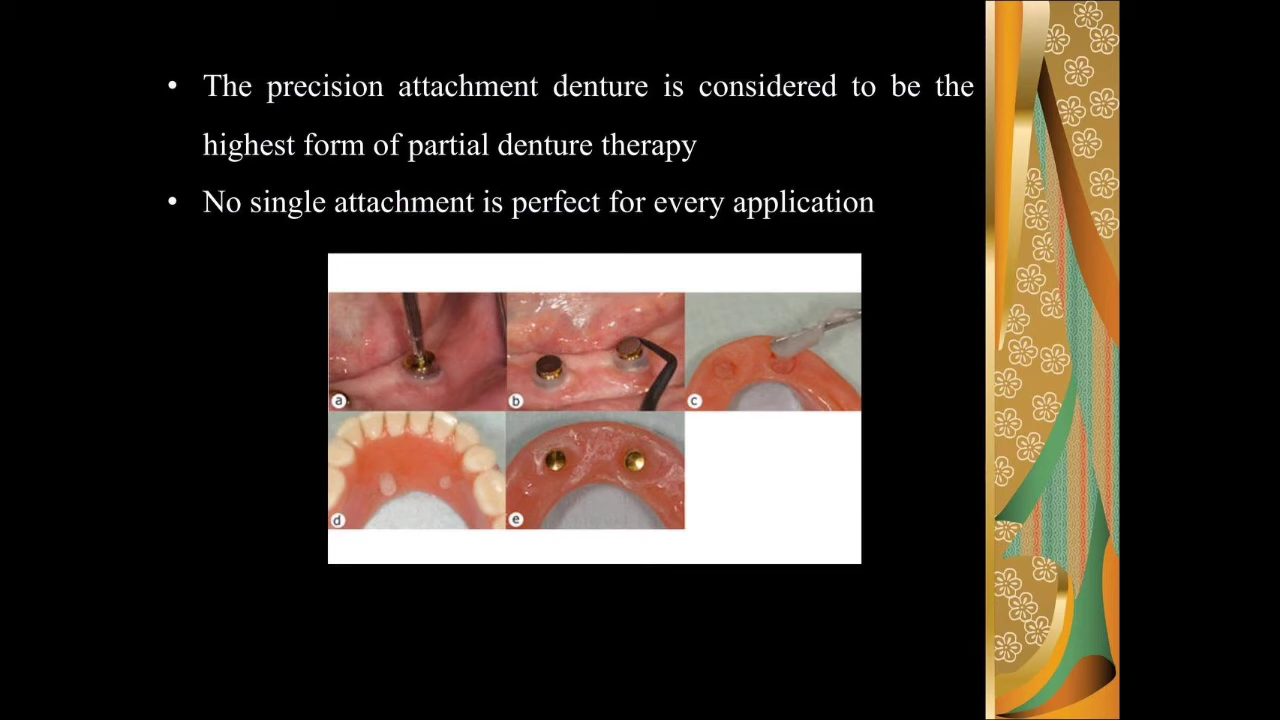 • The precision attachment denture is considered to be the
highest form of partial denture therapy
• No single attachment is perfect for every application
a
b
c
d
e